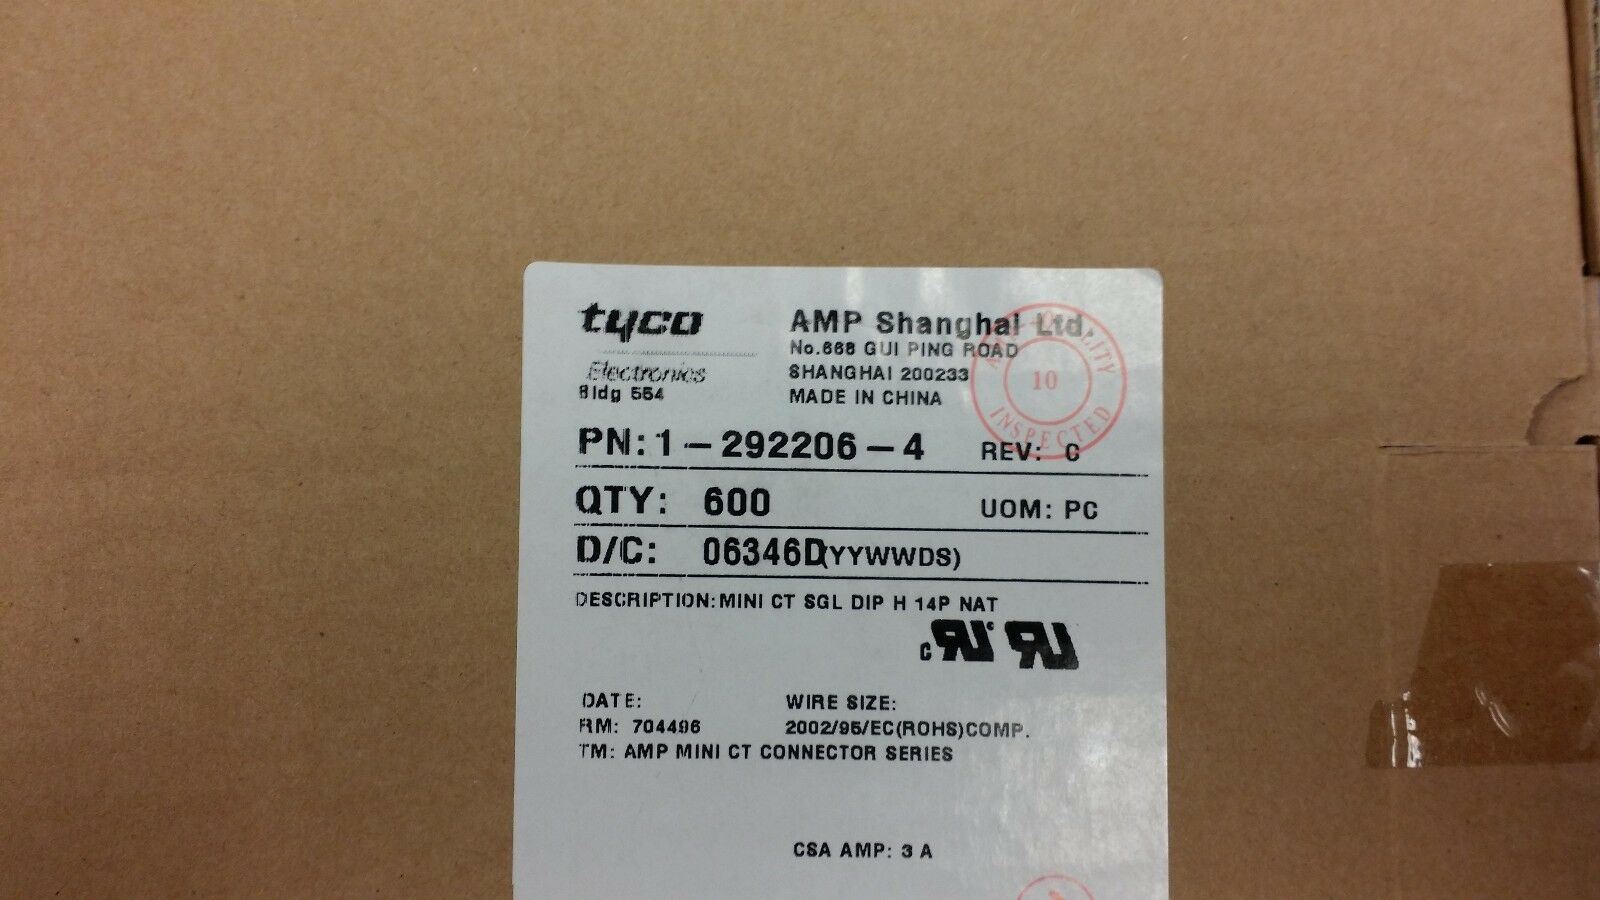 tyco
Electronics
Bldg 554
AMP Shanghai Ltd.
No.668 GUI PING ROAD
SHANGHAI 200233
MADE IN CHINA
QUALITY
10
INSPECTED
PN: 1-292206-4 REV: C
QTY: 600 UOM: PC
D/C: 06346D(YYWWDS)
DESCRIPTION: MINI CT SGL DIP H 14P NAT
DATE: WIRE SIZE:
RM: 704496 2002/95/EC(ROHS)COMP.
TM: AMP MINI CT CONNECTOR SERIES
CSA AMP: 3 A